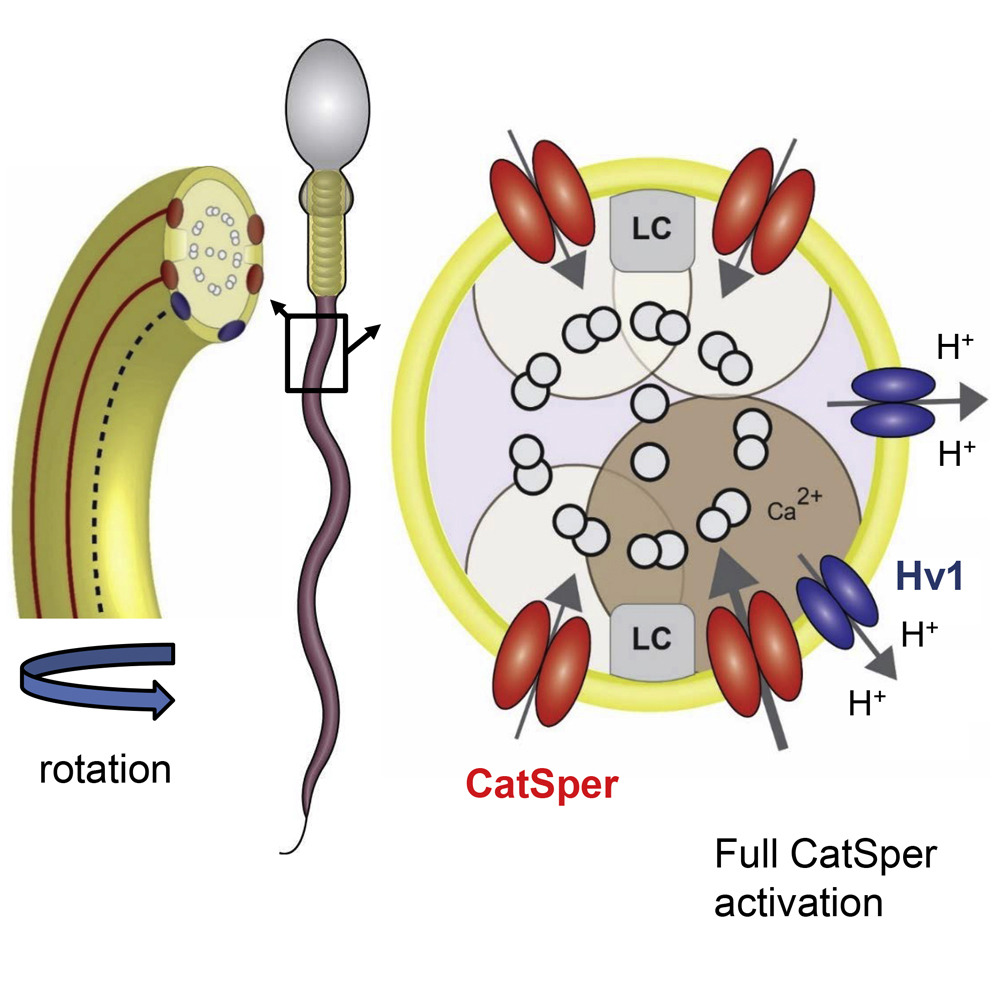 LC
H⁺
H⁺
Ca²⁺
Hv1
LC
H⁺
H⁺
rotation
CatSper
Full CatSper
activation